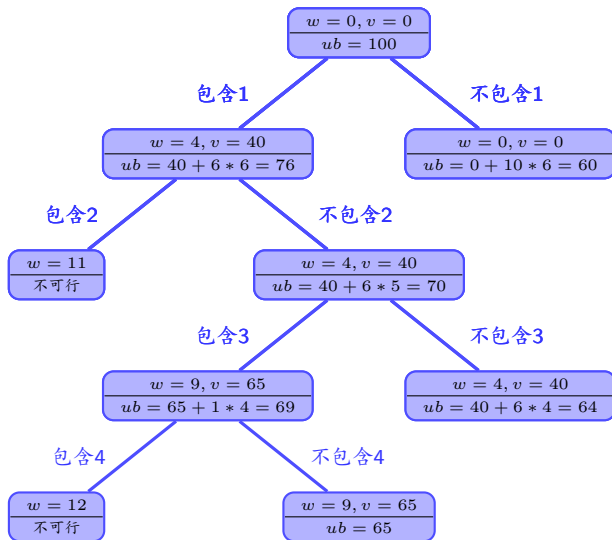 w = 0, v = 0
ub = 100
包含1
不包含1
w = 4, v = 40
ub = 40 + 6 * 6 = 76
w = 0, v = 0
ub = 0 + 10 * 6 = 60
包含2
不包含2
w = 11
不可行
w = 4, v = 40
ub = 40 + 6 * 5 = 70
包含3
不包含3
w = 9, v = 65
ub = 65 + 1 * 4 = 69
w = 4, v = 40
ub = 40 + 6 * 4 = 64
包含4
不包含4
w = 12
不可行
w = 9, v = 65
ub = 65